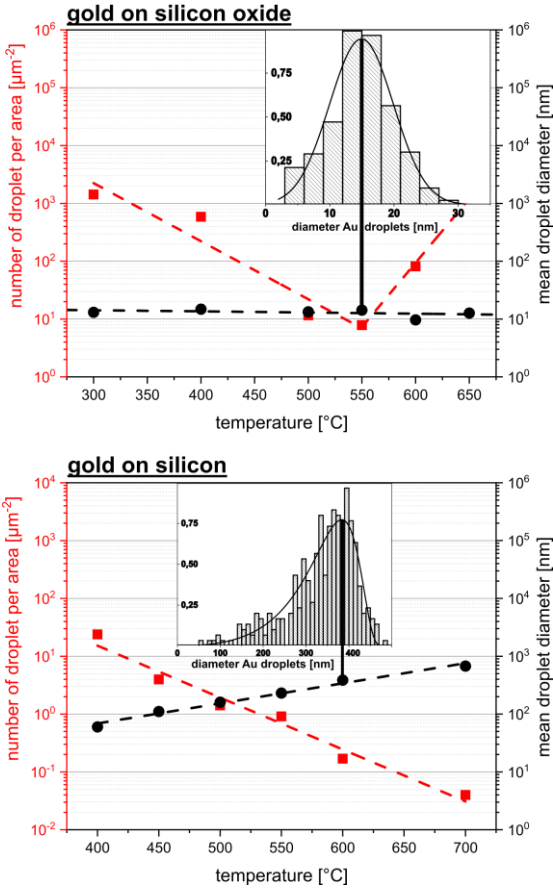 gold on silicon oxide
10⁶ 10⁵ 10⁴ 10³ 10² 10¹ 10⁰
number of droplet per area [µm⁻²]
0,75
0,50
0,25
0 10 20 30
diameter Au droplets [nm]
10⁶ 10⁵ 10⁴ 10³ 10² 10¹ 10⁰
mean droplet diameter [nm]
300 350 400 450 500 550 600 650
temperature [°C]
gold on silicon
10⁴ 10³ 10² 10¹ 10⁰ 10⁻¹ 10⁻²
number of droplet per area [µm⁻²]
0,75
0,50
0,25
0 100 200 300 400
diameter Au droplets [nm]
10⁶ 10⁵ 10⁴ 10³ 10² 10¹ 10⁰
mean droplet diameter [nm]
400 450 500 550 600 650 700
temperature [°C]